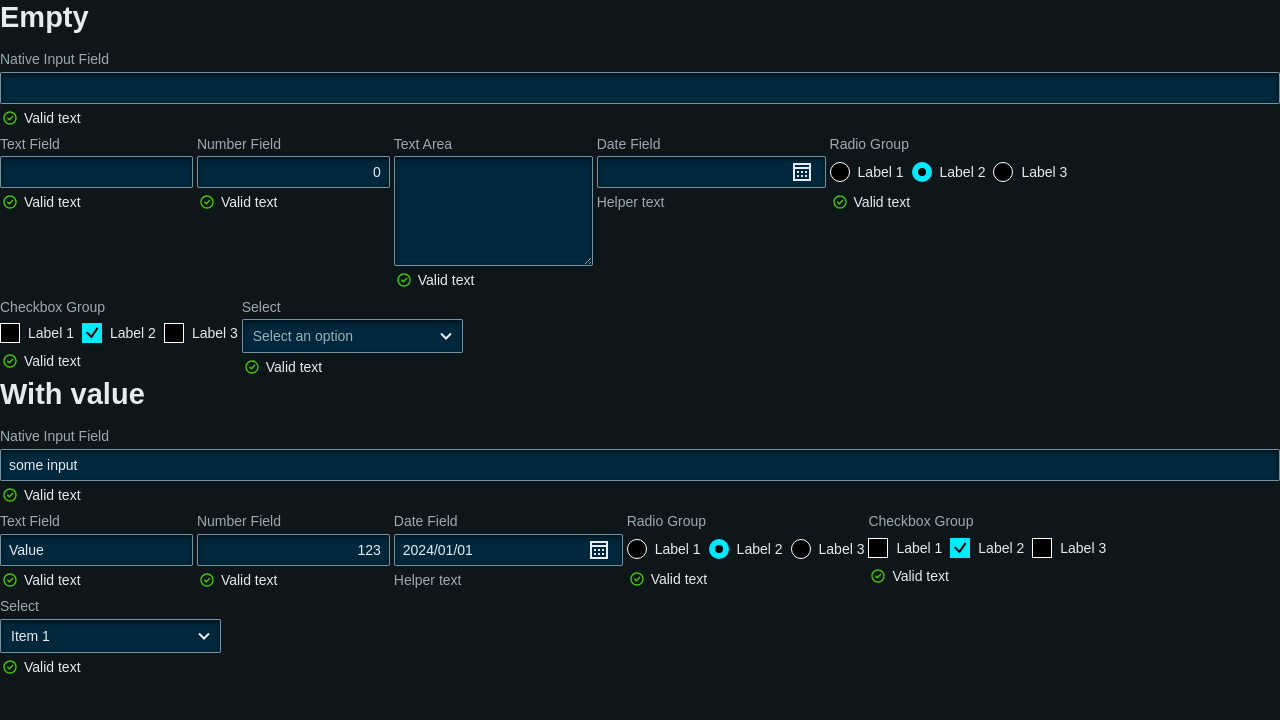 Empty
Native Input Field
Valid text
Text Field Number Field Text Area Date Field Radio Group
0 Label 1 Label 2 Label 3
Valid text Valid text Helper text Valid text
Valid text
Checkbox Group Select
Label 1 Label 2 Label 3 Select an option
Valid text Valid text
With value
Native Input Field
some input
Valid text
Text Field Number Field Date Field Radio Group Checkbox Group
Value 123 2024/01/01 Label 1 Label 2 Label 3 Label 1 Label 2 Label 3
Valid text Valid text Helper text Valid text Valid text
Select
Item 1
Valid text